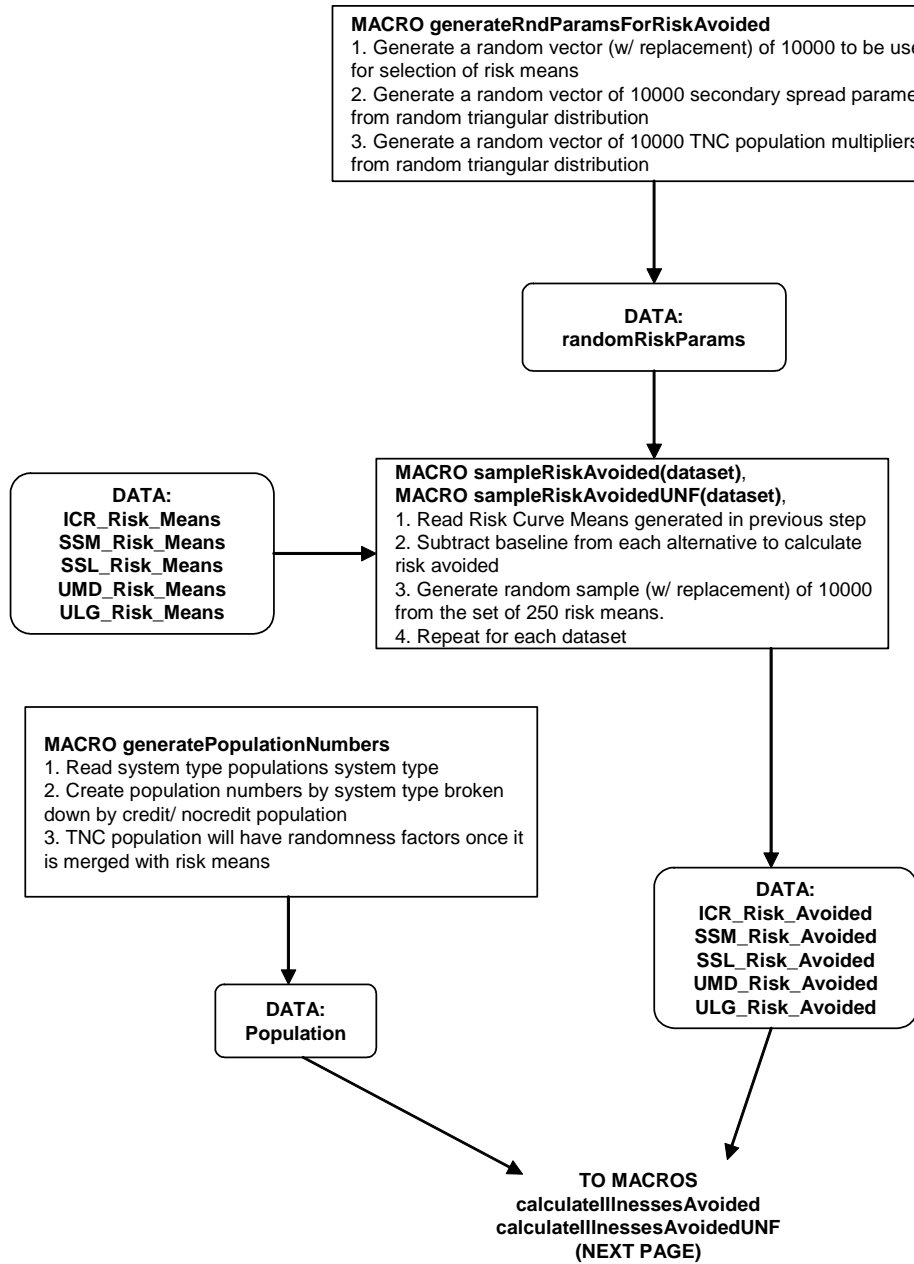 MACRO generateRndParamsForRiskAvoided
1. Generate a random vector (w/ replacement) of 10000 to be use
for selection of risk means
2. Generate a random vector of 10000 secondary spread parame
from random triangular distribution
3. Generate a random vector of 10000 TNC population multipliers
from random triangular distribution
DATA:
randomRiskParams
DATA:
ICR_Risk_Means
SSM_Risk_Means
SSL_Risk_Means
UMD_Risk_Means
ULG_Risk_Means
MACRO sampleRiskAvoided(dataset),
MACRO sampleRiskAvoidedUNF(dataset),
1. Read Risk Curve Means generated in previous step
2. Subtract baseline from each alternative to calculate
risk avoided
3. Generate random sample (w/ replacement) of 10000
from the set of 250 risk means.
4. Repeat for each dataset
MACRO generatePopulationNumbers
1. Read system type populations system type
2. Create population numbers by system type broken
down by credit/ nocredit population
3. TNC population will have randomness factors once it
is merged with risk means
DATA:
Population
DATA:
ICR_Risk_Avoided
SSM_Risk_Avoided
SSL_Risk_Avoided
UMD_Risk_Avoided
ULG_Risk_Avoided
TO MACROS
calculateIllnessesAvoided
calculateIllnessesAvoidedUNF
(NEXT PAGE)